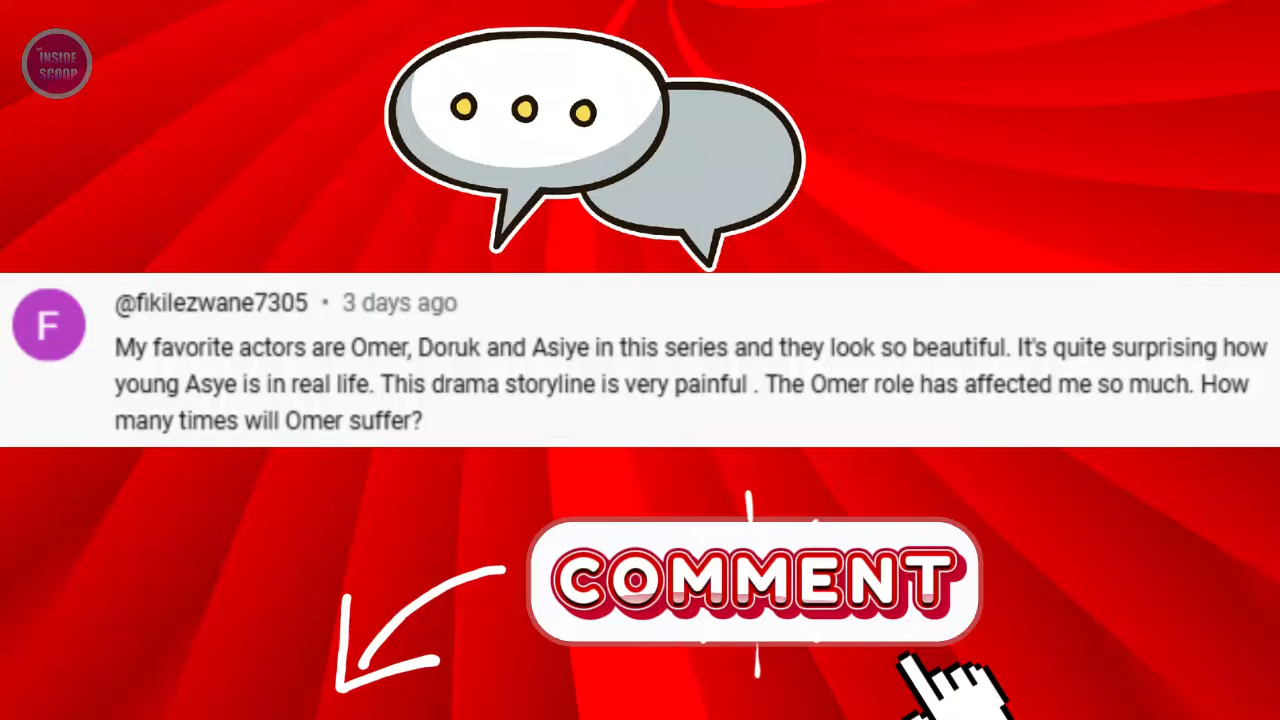 THE
INSIDE
SCOOP
F
@fikilezwane7305 • 3 days ago
My favorite actors are Omer, Doruk and Asiye in this series and they look so beautiful. It's quite surprising how
young Asye is in real life. This drama storyline is very painful . The Omer role has affected me so much. How
many times will Omer suffer?
COMMENT